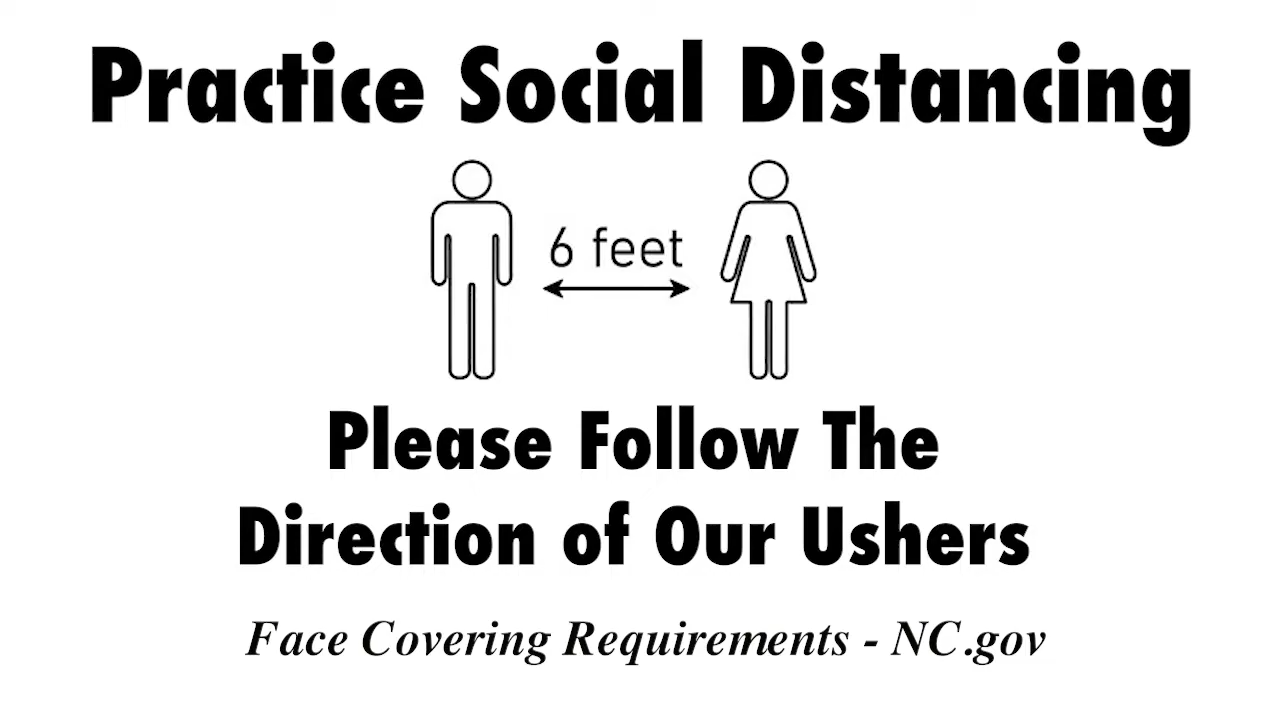 Practice Social Distancing
6 feet
Please Follow The
Direction of Our Ushers
Face Covering Requirements - NC.gov